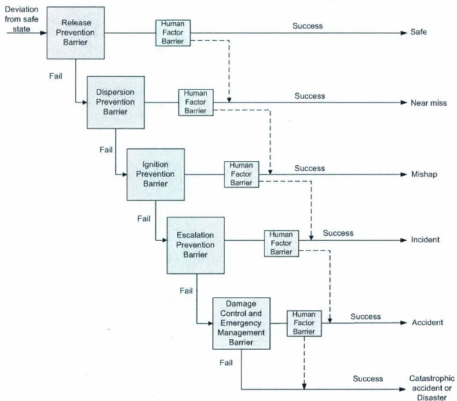 Deviation
from safe
state
Release
Prevention
Barrier
Human
Factor
Barrier
Success
Safe
Fail
Dispersion
Prevention
Barrier
Human
Factor
Barrier
Success
Near miss
Fail
Ignition
Prevention
Barrier
Human
Factor
Barrier
Success
Mishap
Fail
Escalation
Prevention
Barrier
Human
Factor
Barrier
Success
Incident
Fail
Damage
Control and
Emergency
Management
Barrier
Human
Factor
Barrier
Success
Accident
Fail
Success
Catastrophic
accident or
Disaster